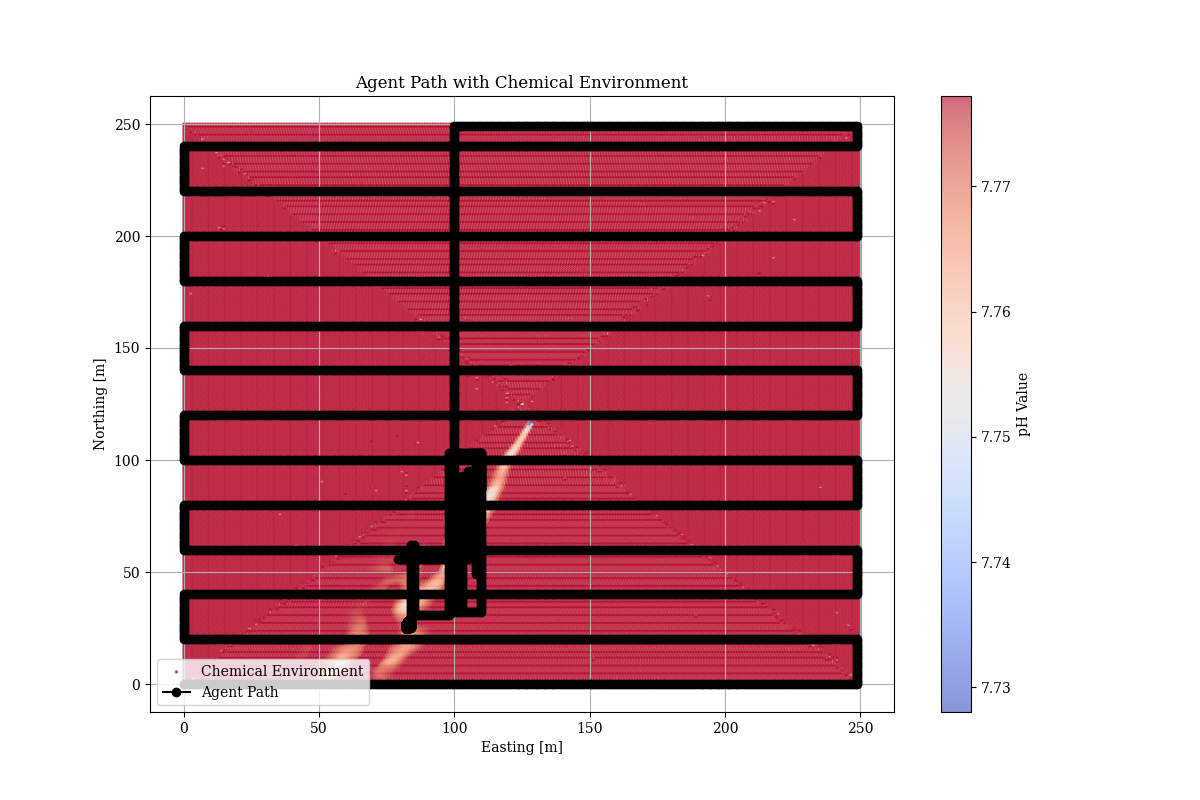 Agent Path with Chemical Environment
250
200
150
100
50
0
Northing [m]
0
50
100
150
200
250
Easting [m]
Chemical Environment
Agent Path
7.77
7.76
7.75
7.74
7.73
pH Value